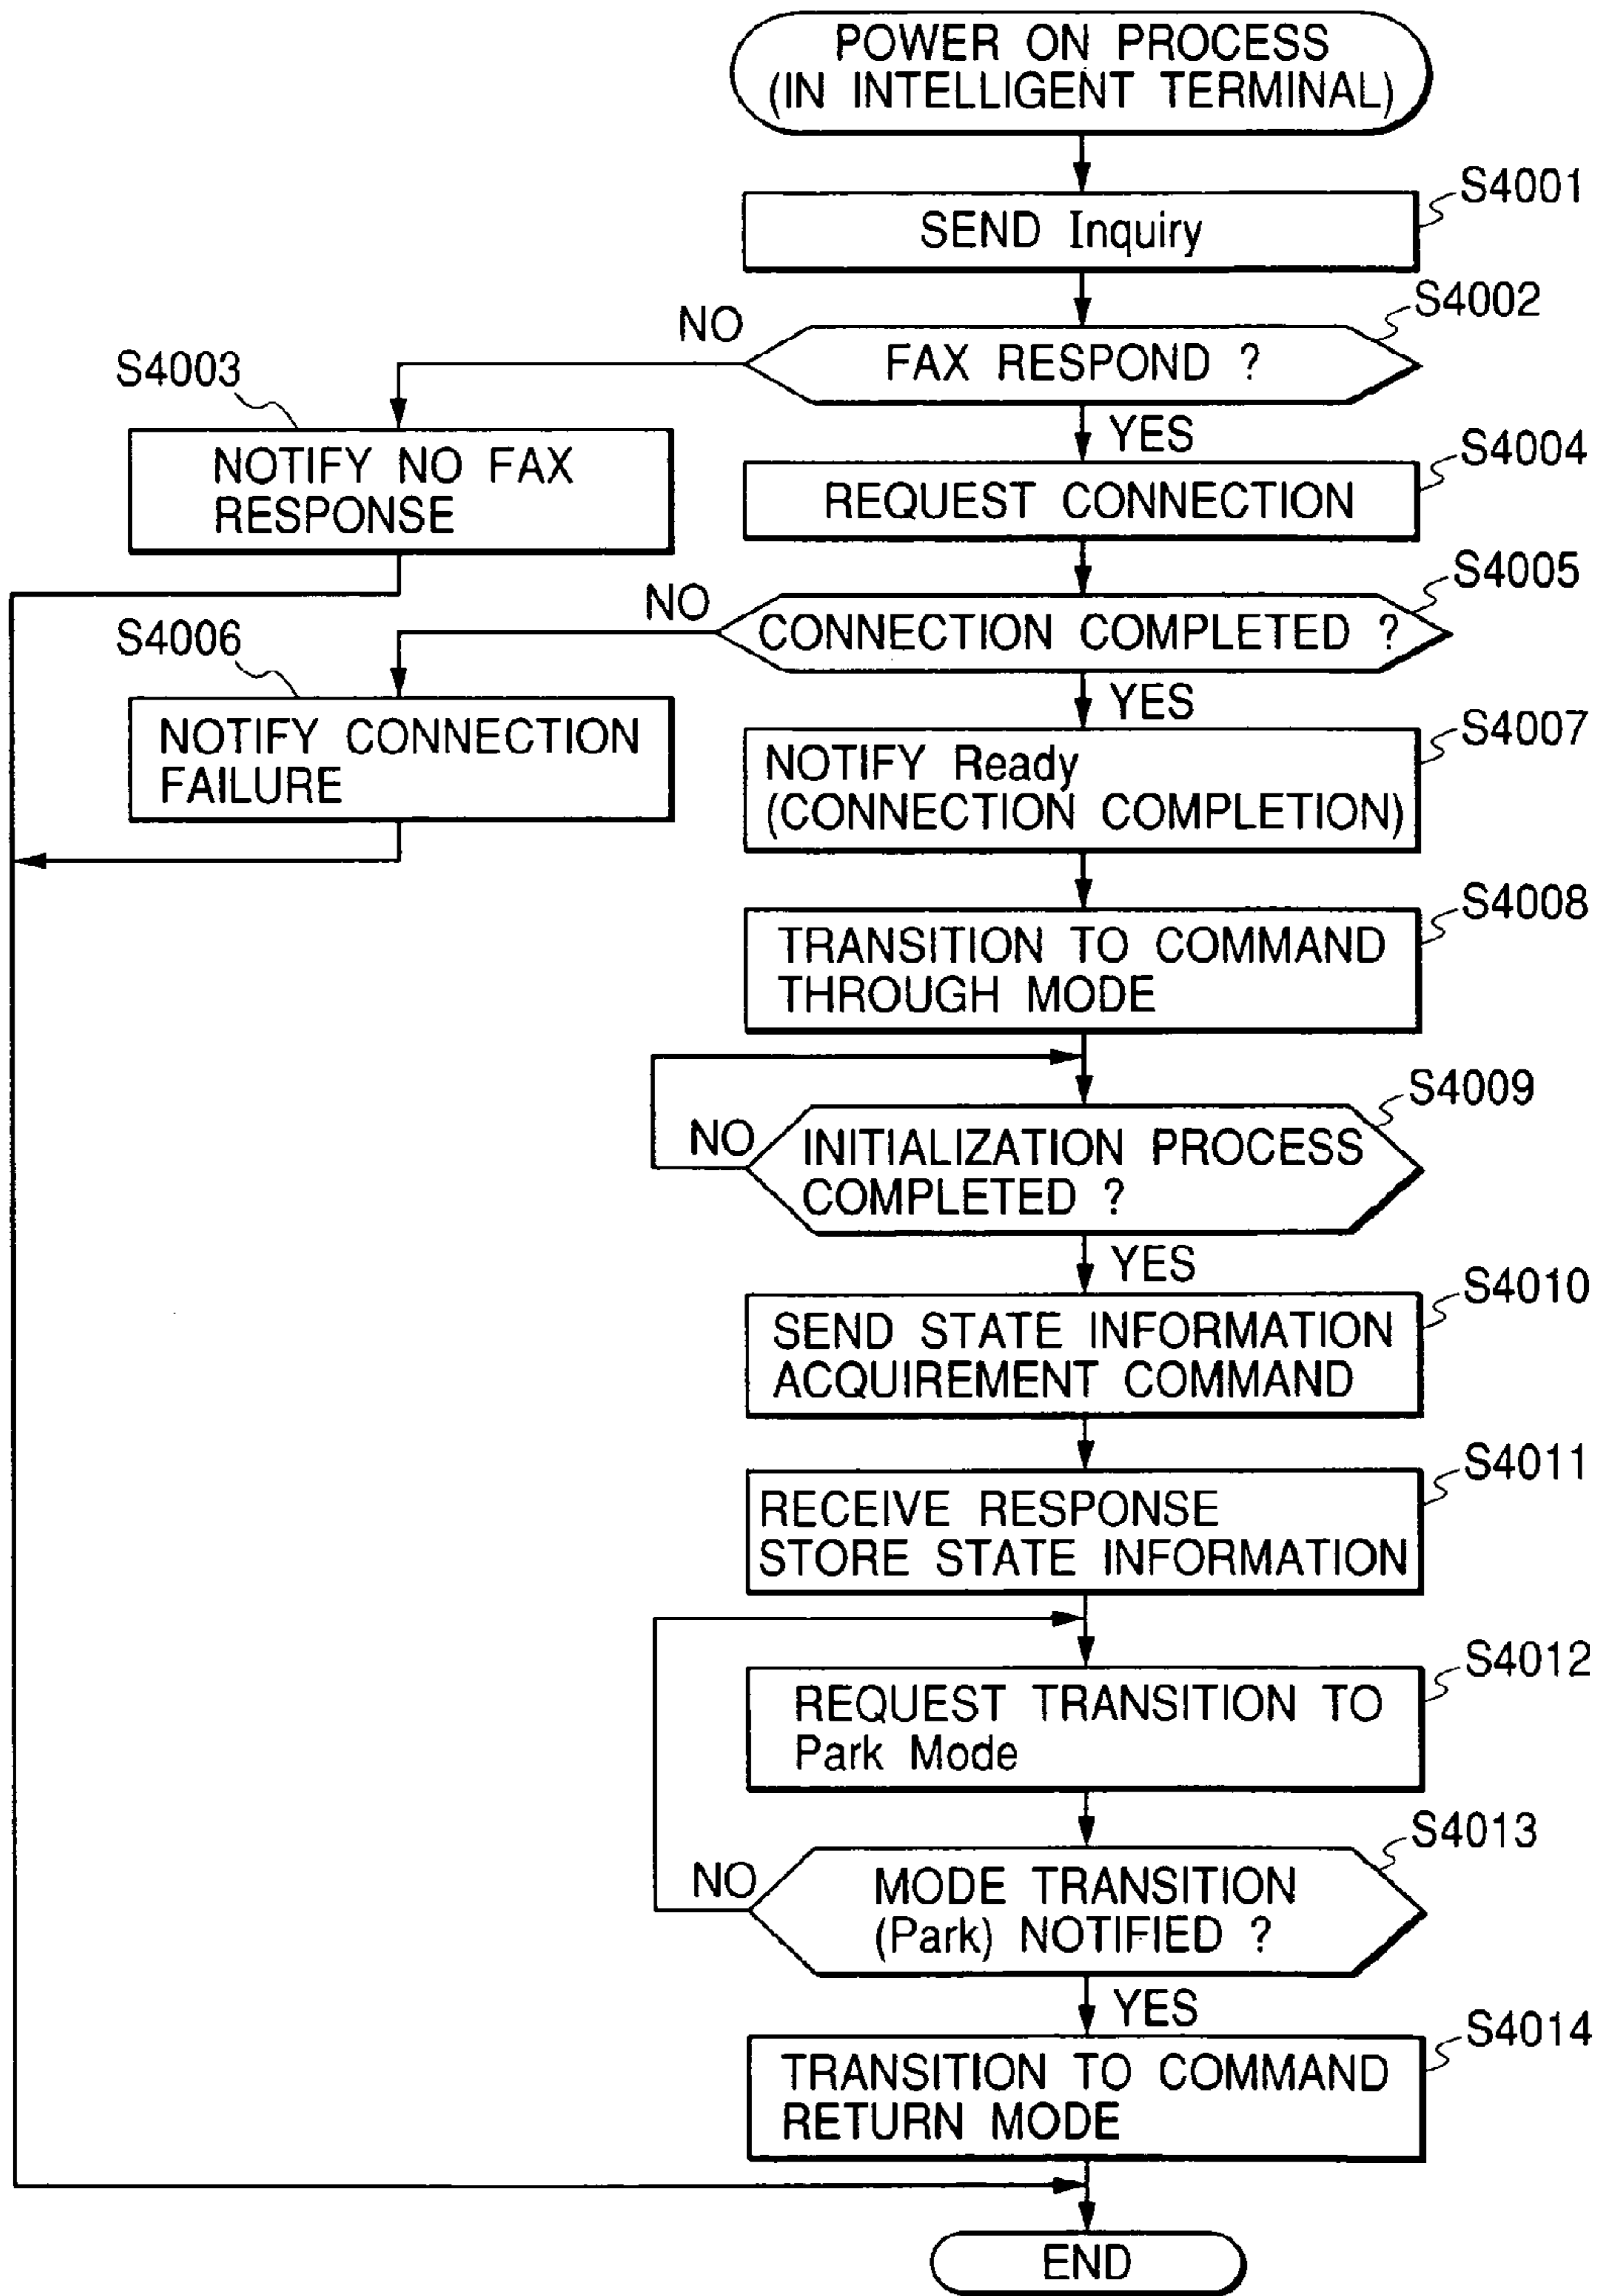 POWER ON PROCESS
(IN INTELLIGENT TERMINAL)
S4001
SEND Inquiry
S4002
NO
FAX RESPOND ?
S4003
YES
NOTIFY NO FAX
RESPONSE
S4004
REQUEST CONNECTION
S4005
NO
CONNECTION COMPLETED ?
S4006
YES
NOTIFY CONNECTION
FAILURE
S4007
NOTIFY Ready
(CONNECTION COMPLETION)
S4008
TRANSITION TO COMMAND
THROUGH MODE
S4009
NO
INITIALIZATION PROCESS
COMPLETED ?
YES
S4010
SEND STATE INFORMATION
ACQUIREMENT COMMAND
S4011
RECEIVE RESPONSE
STORE STATE INFORMATION
S4012
REQUEST TRANSITION TO
Park Mode
S4013
NO
MODE TRANSITION
(Park) NOTIFIED ?
YES
S4014
TRANSITION TO COMMAND
RETURN MODE
END